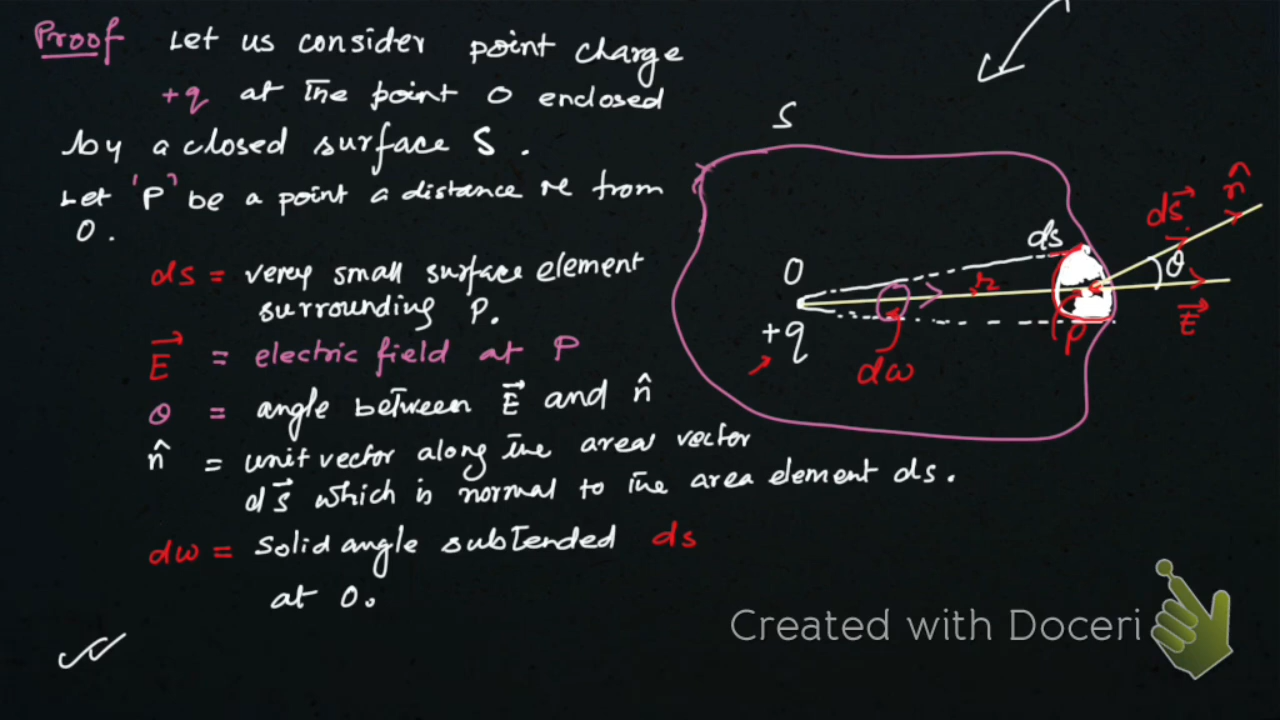 Proof Let us consider point charge
+q at the point O enclosed
by a closed surface S.
Let 'P' be a point a distance r from
O.
ds = very small surface element
surrounding P.
E⃗ = electric field at P
θ = angle between E⃗ and n̂
n̂ = unit vector along the area vector
dS⃗ which is normal to the area element ds.
dω = Solid angle subtended ds
at O.
S
n̂
dS⃗
ds
θ
O
r
E⃗
+q
P
dω
Created with Doceri